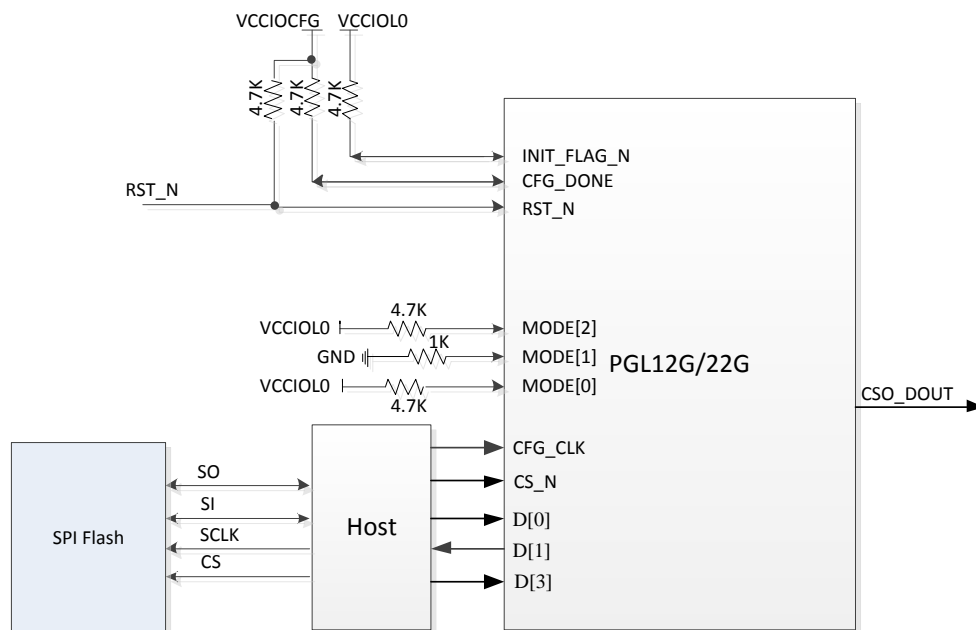 VCCIOCFG VCCIOL0
4.7K 4.7K 4.7K
INIT_FLAG_N
CFG_DONE
RST_N RST_N
4.7K
VCCIOL0 MODE[2]
1K
GND MODE[1]
PGL12G/22G
VCCIOL0 MODE[0]
4.7K
CSO_DOUT
CFG_CLK
SO CS_N
SI D[0]
SPI Flash SCLK Host D[1]
CS D[3]